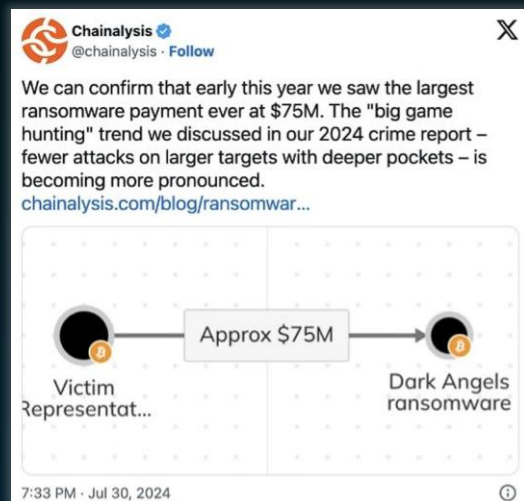 Chainalysis
@chainalysis · Follow
We can confirm that early this year we saw the largest
ransomware payment ever at $75M. The "big game
hunting" trend we discussed in our 2024 crime report –
fewer attacks on larger targets with deeper pockets – is
becoming more pronounced.
chainalysis.com/blog/ransomwar...
Approx $75M
Victim
Representat...
Dark Angels
ransomware
7:33 PM · Jul 30, 2024